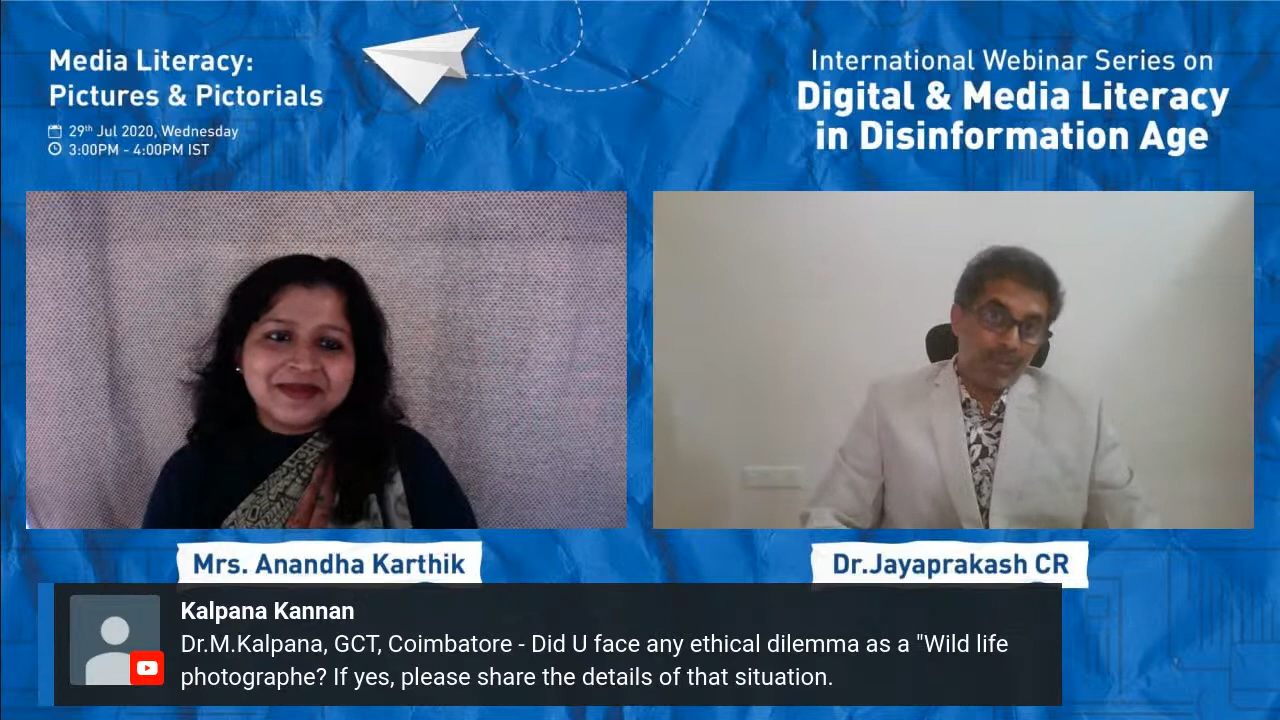 Media Literacy:
Pictures & Pictorials
29th Jul 2020, Wednesday
3:00PM - 4:00PM IST
International Webinar Series on
Digital & Media Literacy
in Disinformation Age
Mrs. Anandha Karthik
Dr.Jayaprakash CR
Kalpana Kannan
Dr.M.Kalpana, GCT, Coimbatore - Did U face any ethical dilemma as a "Wild life
photographe? If yes, please share the details of that situation.